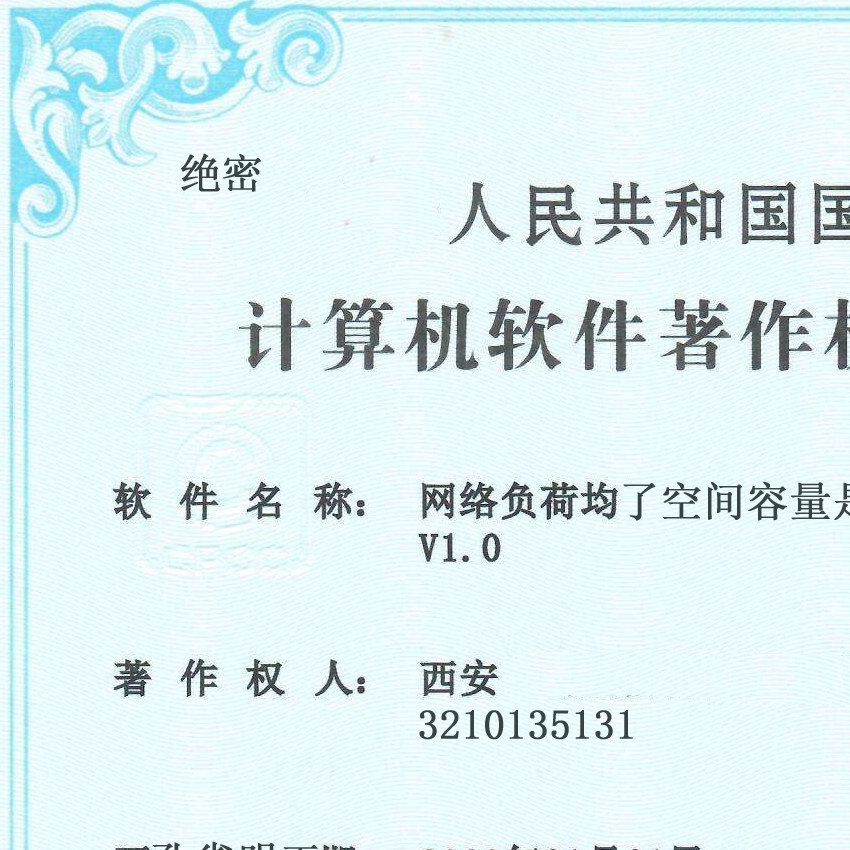 绝密
人民共和国国
计算机软件著作权
软件名称： 网络负荷均了空间容量是
V1.0
著作权人： 西安
3210135131